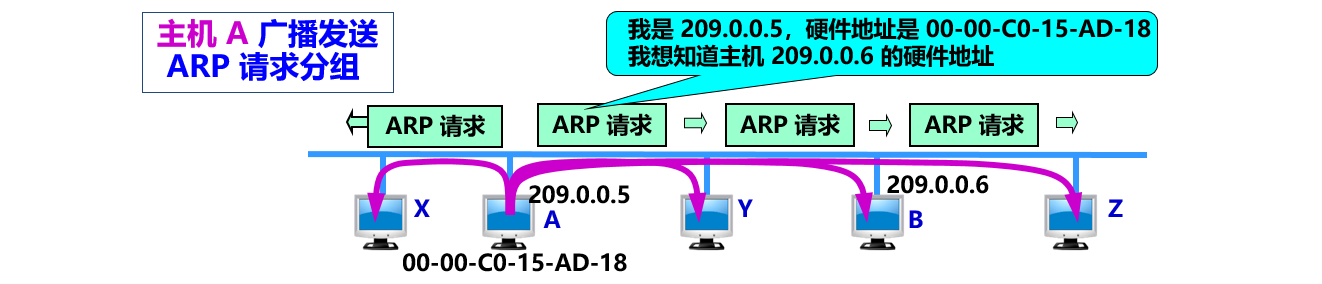 主机 A 广播发送
ARP 请求分组
我是 209.0.0.5，硬件地址是 00-00-C0-15-AD-18
我想知道主机 209.0.0.6 的硬件地址
ARP 请求
ARP 请求
ARP 请求
ARP 请求
209.0.0.5
209.0.0.6
X
A
Y
B
Z
00-00-C0-15-AD-18